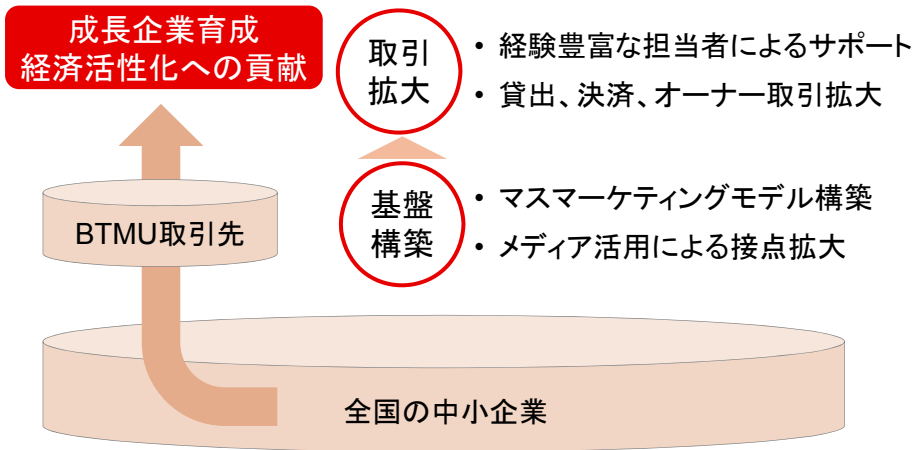 成長企業育成
経済活性化への貢献
取引
拡大
• 経験豊富な担当者によるサポート
• 貸出、決済、オーナー取引拡大
BTMU取引先
基盤
構築
• マスマーケティングモデル構築
• メディア活用による接点拡大
全国の中小企業